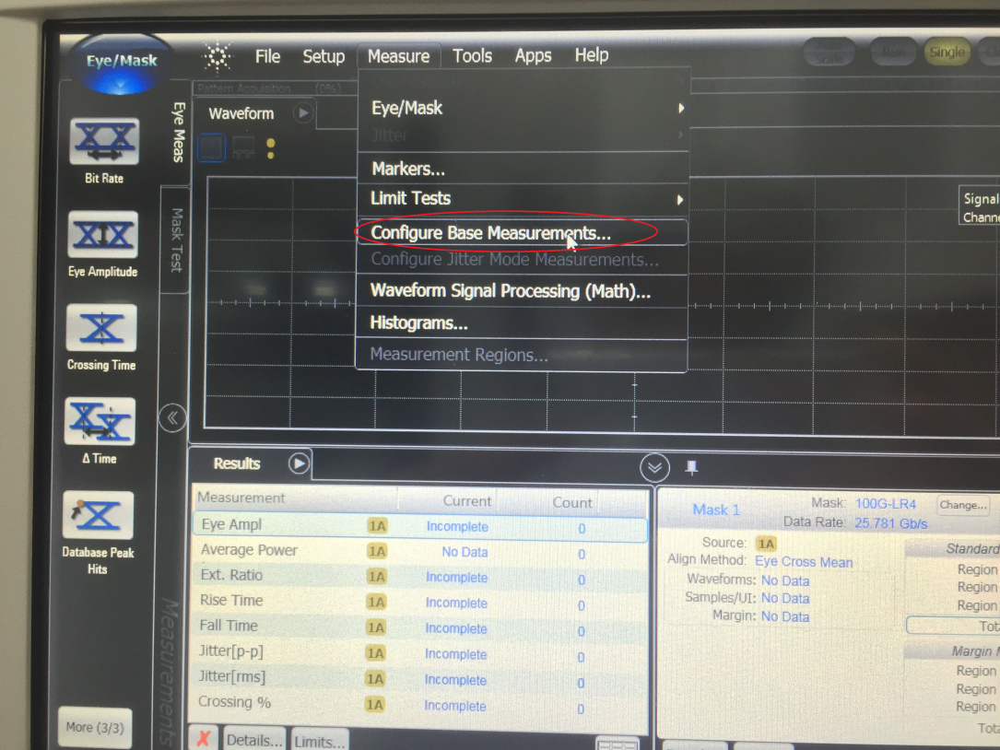 Eye/Mask
File Setup Measure Tools Apps Help
Single
Pattern Acquisition (0%)
Waveform
Eye Meas
Mask Test
Bit Rate
Eye Amplitude
Crossing Time
Δ Time
Database Peak
Hits
More (3/3)
Measurements
Eye/Mask
Jitter
Markers...
Limit Tests
Configure Base Measurements...
Configure Jitter Mode Measurements...
Waveform Signal Processing (Math)...
Histograms...
Measurement Regions...
Signal
Results
Measurement Current Count
Eye Ampl 1A Incomplete 0
Average Power 1A No Data 0
Ext. Ratio 1A Incomplete 0
Rise Time 1A Incomplete 0
Fall Time 1A Incomplete 0
Jitter[p-p] 1A Incomplete 0
Jitter[rms] 1A Incomplete 0
Crossing % 1A Incomplete 0
Details... Limits...
Mask 1
Mask: 100G-LR4 Change...
Data Rate: 25.781 Gb/s
Source: 1A
Align Method: Eye Cross Mean
Waveforms: No Data
Samples/UI: No Data
Margin: No Data
Standard
Region
Region
Region
Margin
Region
Region
Region